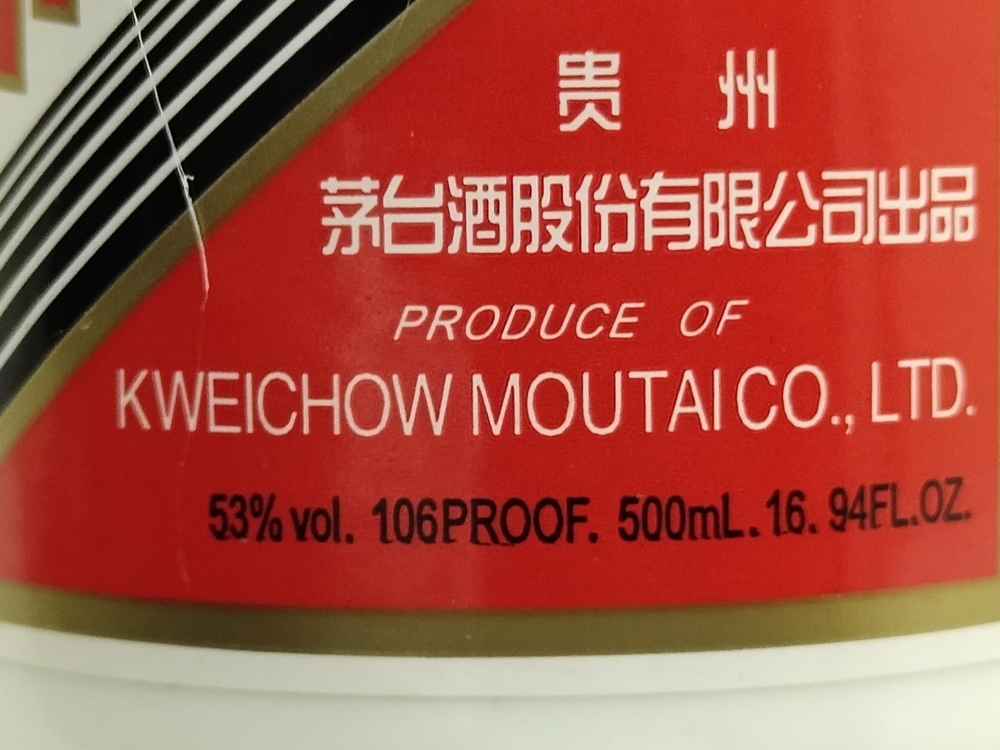 贵州
茅台酒股份有限公司出品
PRODUCE OF
KWEICHOW MOUTAI CO., LTD.
53% vol. 106PROOF. 500mL. 16. 94FL.OZ.